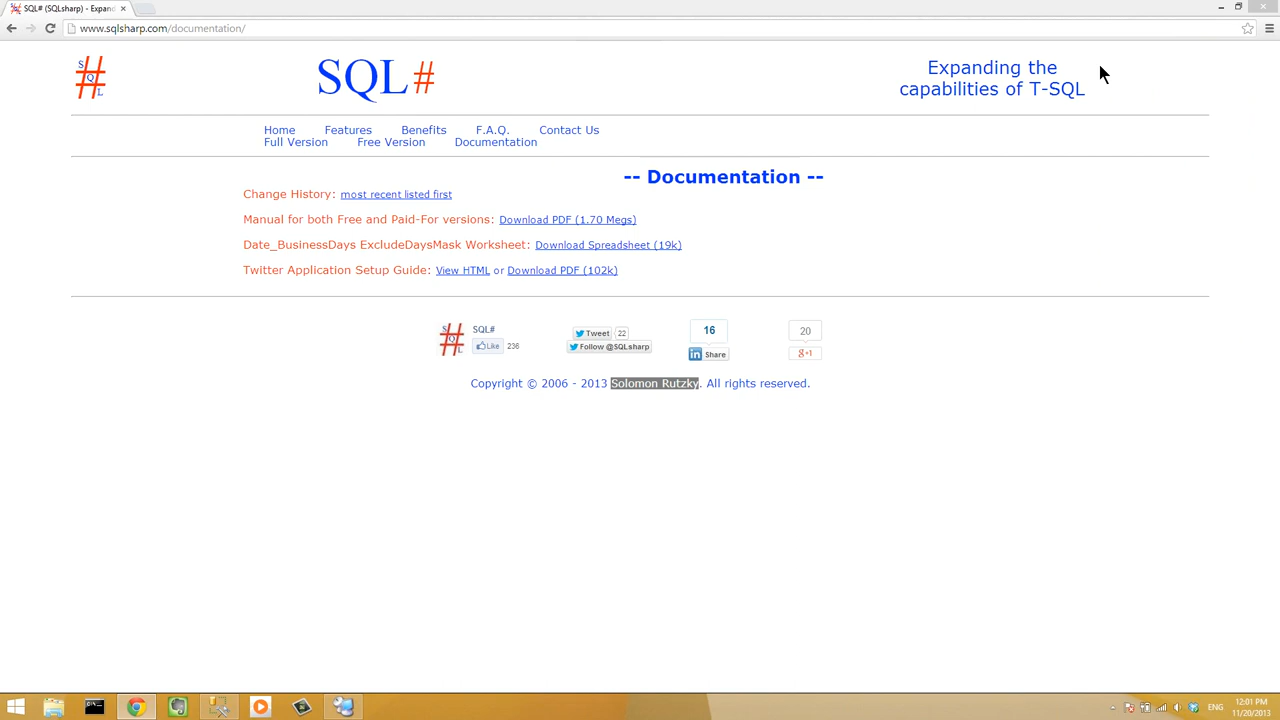 SQL# (SQLsharp) - Expan
www.sqlsharp.com/documentation/
S
Q
L
SQL #
Expanding the
capabilities of T-SQL
Home Features Benefits F.A.Q. Contact Us
Full Version Free Version Documentation
-- Documentation --
Change History: most recent listed first
Manual for both Free and Paid-For versions: Download PDF (1.70 Megs)
Date_BusinessDays ExcludeDaysMask Worksheet: Download Spreadsheet (19k)
Twitter Application Setup Guide: View HTML or Download PDF (102k)
S
Q
L
SQL#
Like 236
Tweet 22
Follow @SQLsharp
16
in Share
20
g+1
Copyright © 2006 - 2013 Solomon Rutzky. All rights reserved.
ENG
12:01 PM
11/20/2013